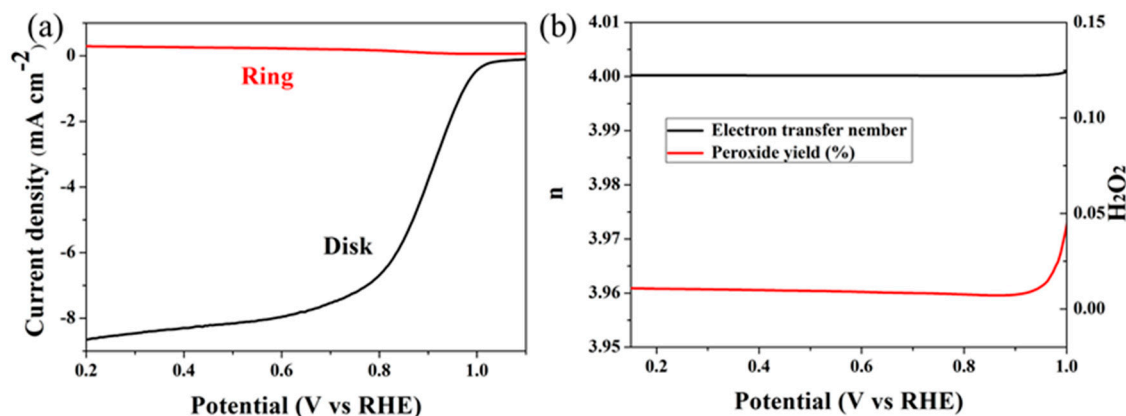 (a)
0
-2
-4
-6
-8
Current density (mA cm-2)
Ring
Disk
0.2 0.4 0.6 0.8 1.0
Potential (V vs RHE)
(b)
4.01
4.00
3.99
3.98
3.97
3.96
3.95
n
Electron transfer nember
Peroxide yield (%)
0.15
0.10
0.05
0.00
H2O2
0.2 0.4 0.6 0.8 1.0
Potential (V vs RHE)